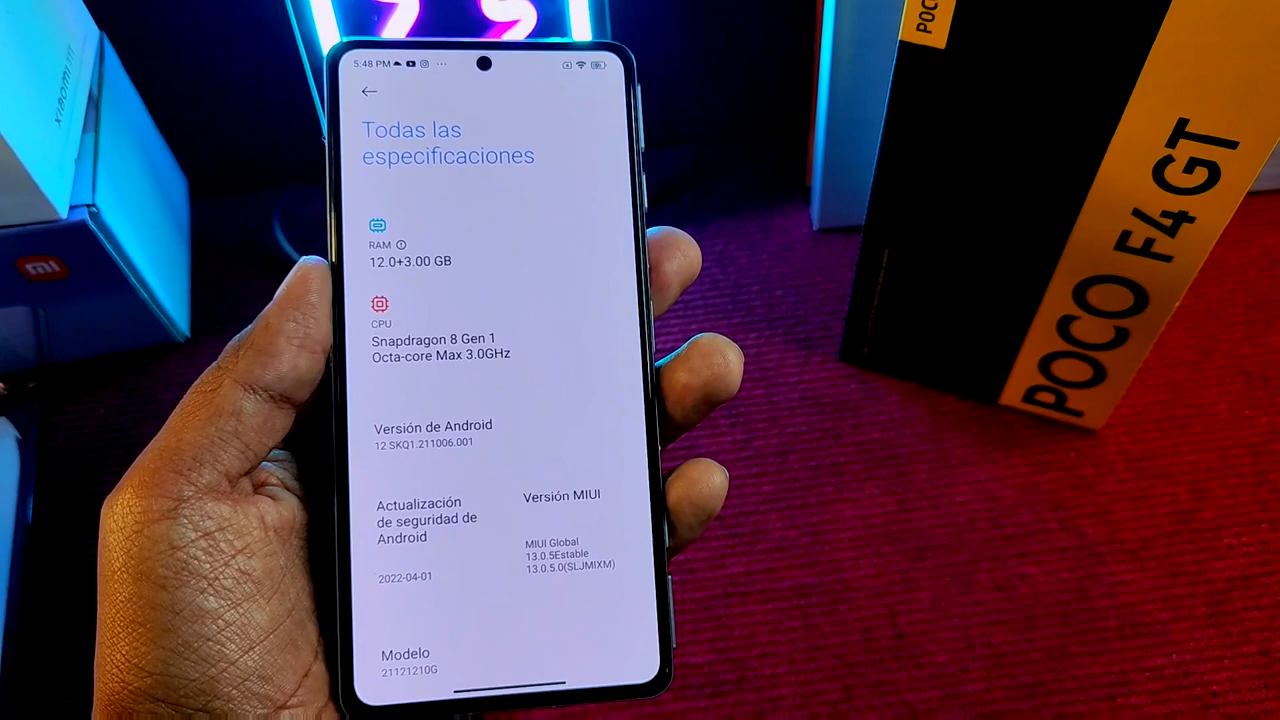 5:48 PM
Todas las
especificaciones
RAM
12.0+3.00 GB
CPU
Snapdragon 8 Gen 1
Octa-core Max 3.0GHz
Versión de Android
12 SKQ1.211006.001
Actualización
de seguridad de
Android
2022-04-01
Versión MIUI
MIUI Global
13.0.5Estable
13.0.5.0(SLJMIXM)
Modelo
21121210G
xiaomi
mi
POCO
POCO F4 GT